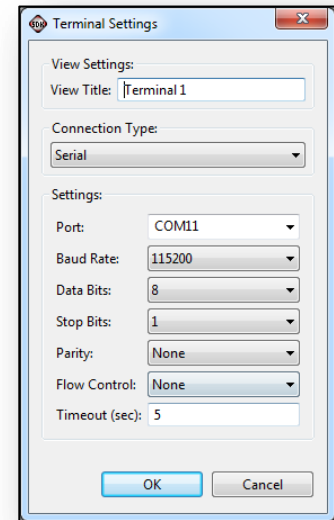 SDK Terminal Settings
View Settings:
View Title: Terminal 1
Connection Type:
Serial
Settings:
Port: COM11
Baud Rate: 115200
Data Bits: 8
Stop Bits: 1
Parity: None
Flow Control: None
Timeout (sec): 5
OK Cancel